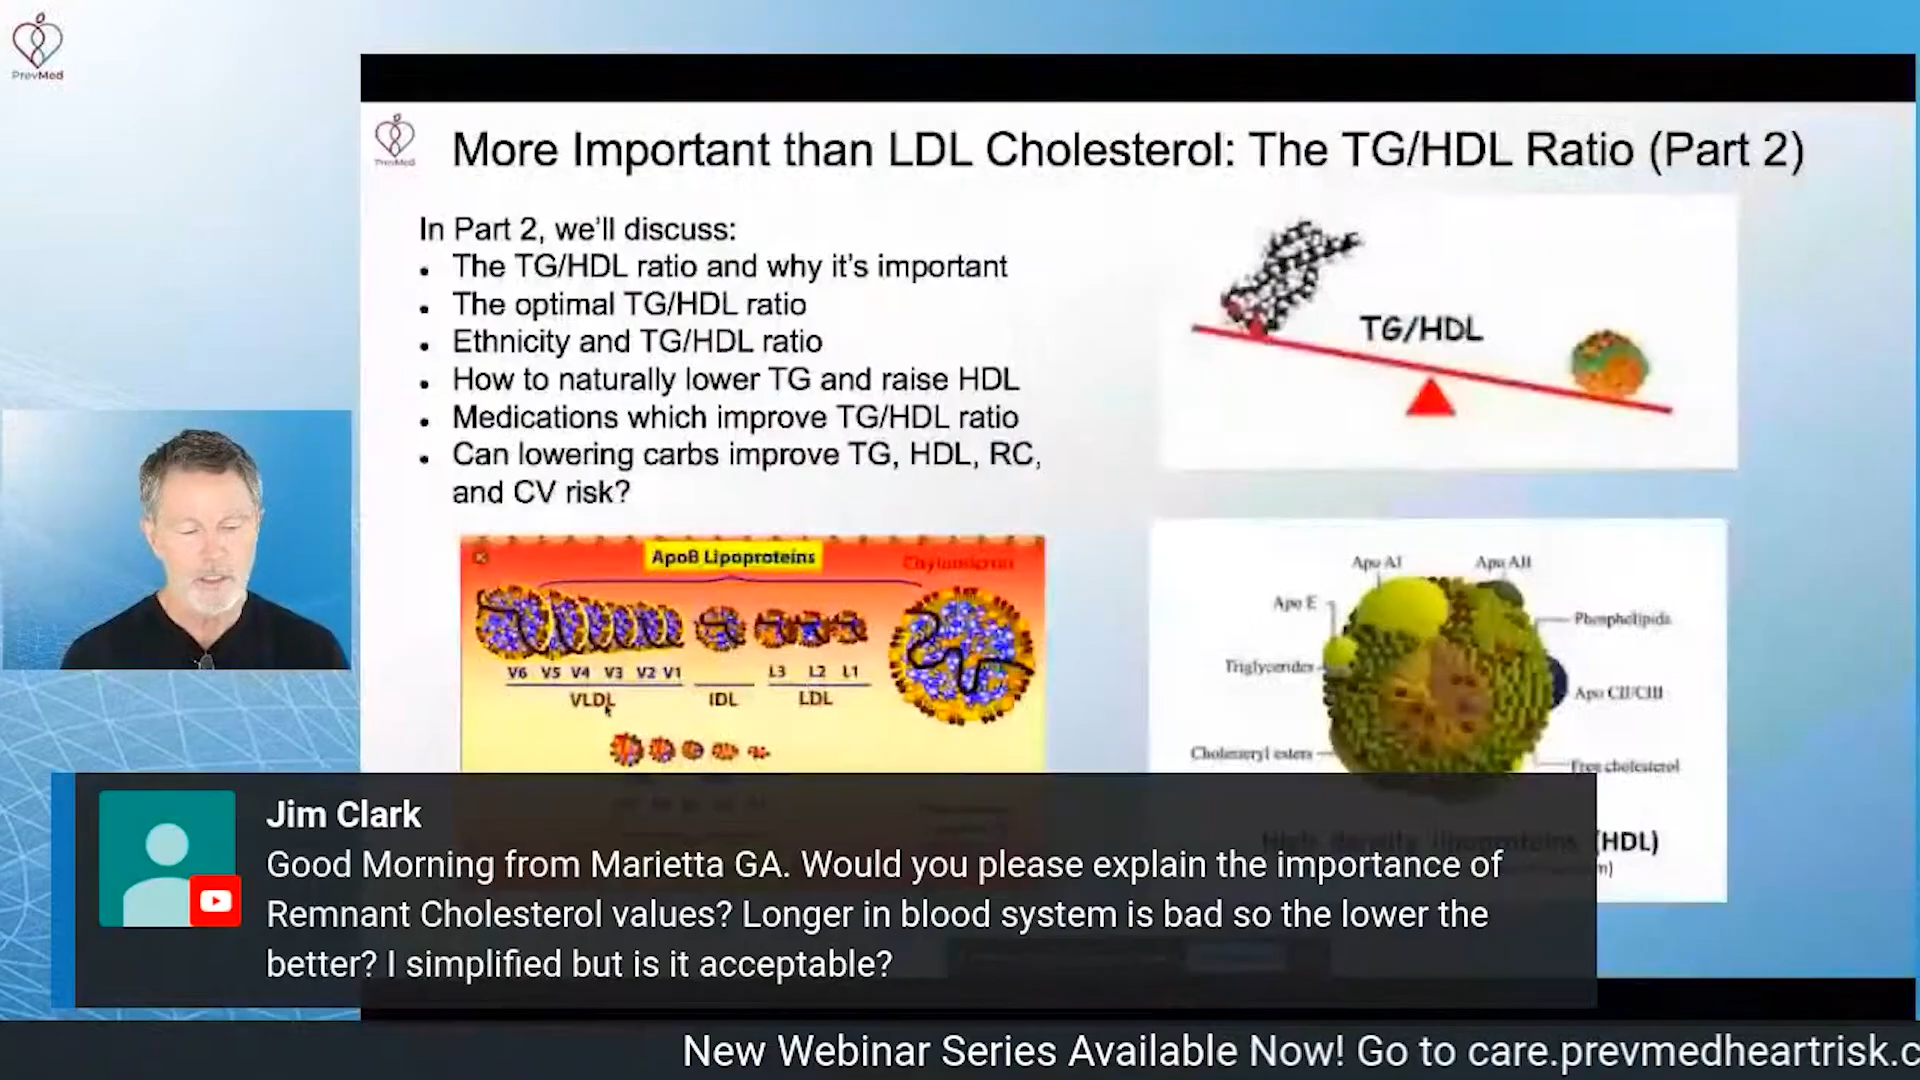 PrevMed
PrevMed
More Important than LDL Cholesterol: The TG/HDL Ratio (Part 2)
In Part 2, we'll discuss:
• The TG/HDL ratio and why it's important
• The optimal TG/HDL ratio
• Ethnicity and TG/HDL ratio
• How to naturally lower TG and raise HDL
• Medications which improve TG/HDL ratio
• Can lowering carbs improve TG, HDL, RC,
and CV risk?
TG/HDL
ApoB Lipoproteins
Chylomicron
V6 V5 V4 V3 V2 V1
L3 L2 L1
VLDL
IDL
LDL
Apo AI
Apo AII
Apo E
Phospholipids
Triglycerides
Apo CII/CIII
Cholesteryl esters
Free cholesterol
High density lipoproteins (HDL)
Jim Clark
Good Morning from Marietta GA. Would you please explain the importance of
Remnant Cholesterol values? Longer in blood system is bad so the lower the
better? I simplified but is it acceptable?
New Webinar Series Available Now! Go to care.prevmedheartrisk.c